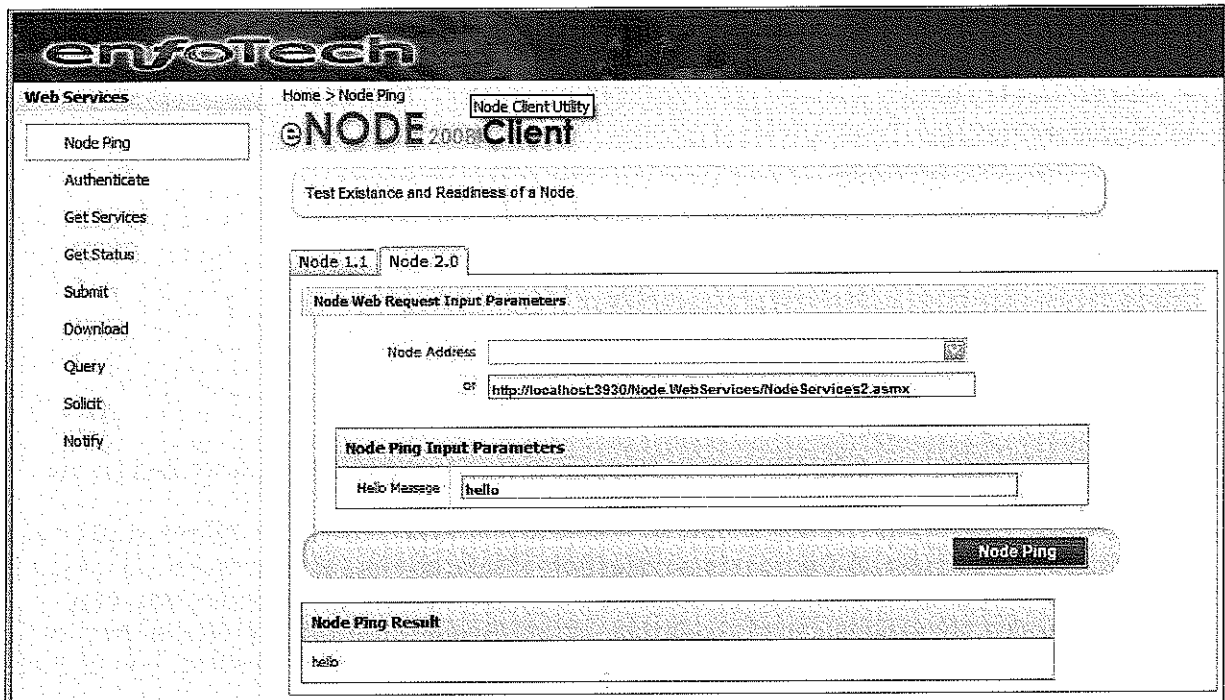 enfoTech
Web Services
Node Ping
Authenticate
Get Services
Get Status
Submit
Download
Query
Solicit
Notify
Home > Node Ping
Node Client Utility
eNODE 2008 Client
Test Existance and Readiness of a Node
Node 1.1
Node 2.0
Node Web Request Input Parameters
Node Address
or
http://localhost:3930/Node.WebServices/NodeServices2.asmx
Node Ping Input Parameters
Hello Message
hello
Node Ping
Node Ping Result
hello